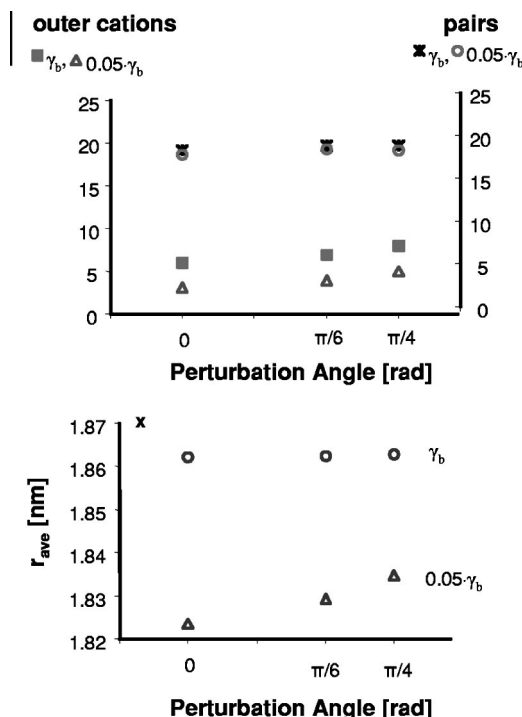 outer cations pairs
γb, 0.05·γb γb, 0.05·γb
25 25
20 20
15 15
10 10
5 5
0 0
0 π/6 π/4
Perturbation Angle [rad]
1.87 x
1.86 γb
1.85
1.84
1.83 0.05·γb
1.82
rave [nm]
0 π/6 π/4
Perturbation Angle [rad]